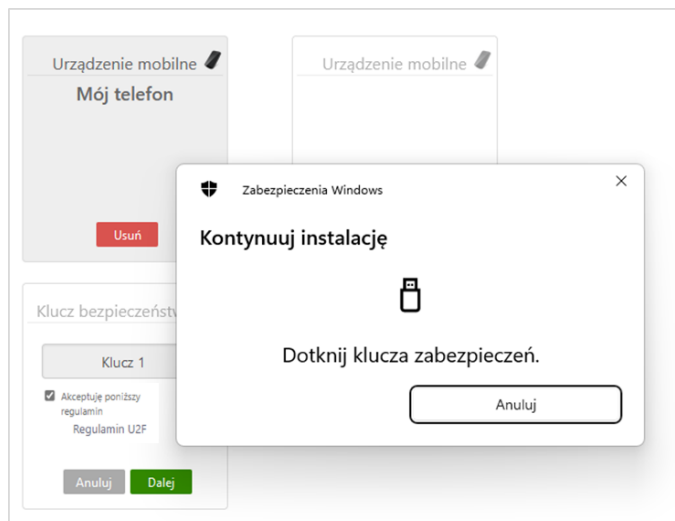 Urządzenie mobilne
Mój telefon
Usuń
Urządzenie mobilne
Zabezpieczenia Windows
Kontynuuj instalację
Dotknij klucza zabezpieczeń.
Anuluj
Klucz bezpieczeńst
Klucz 1
Akceptuję poniższy
regulamin
Regulamin U2F
Anuluj
Dalej